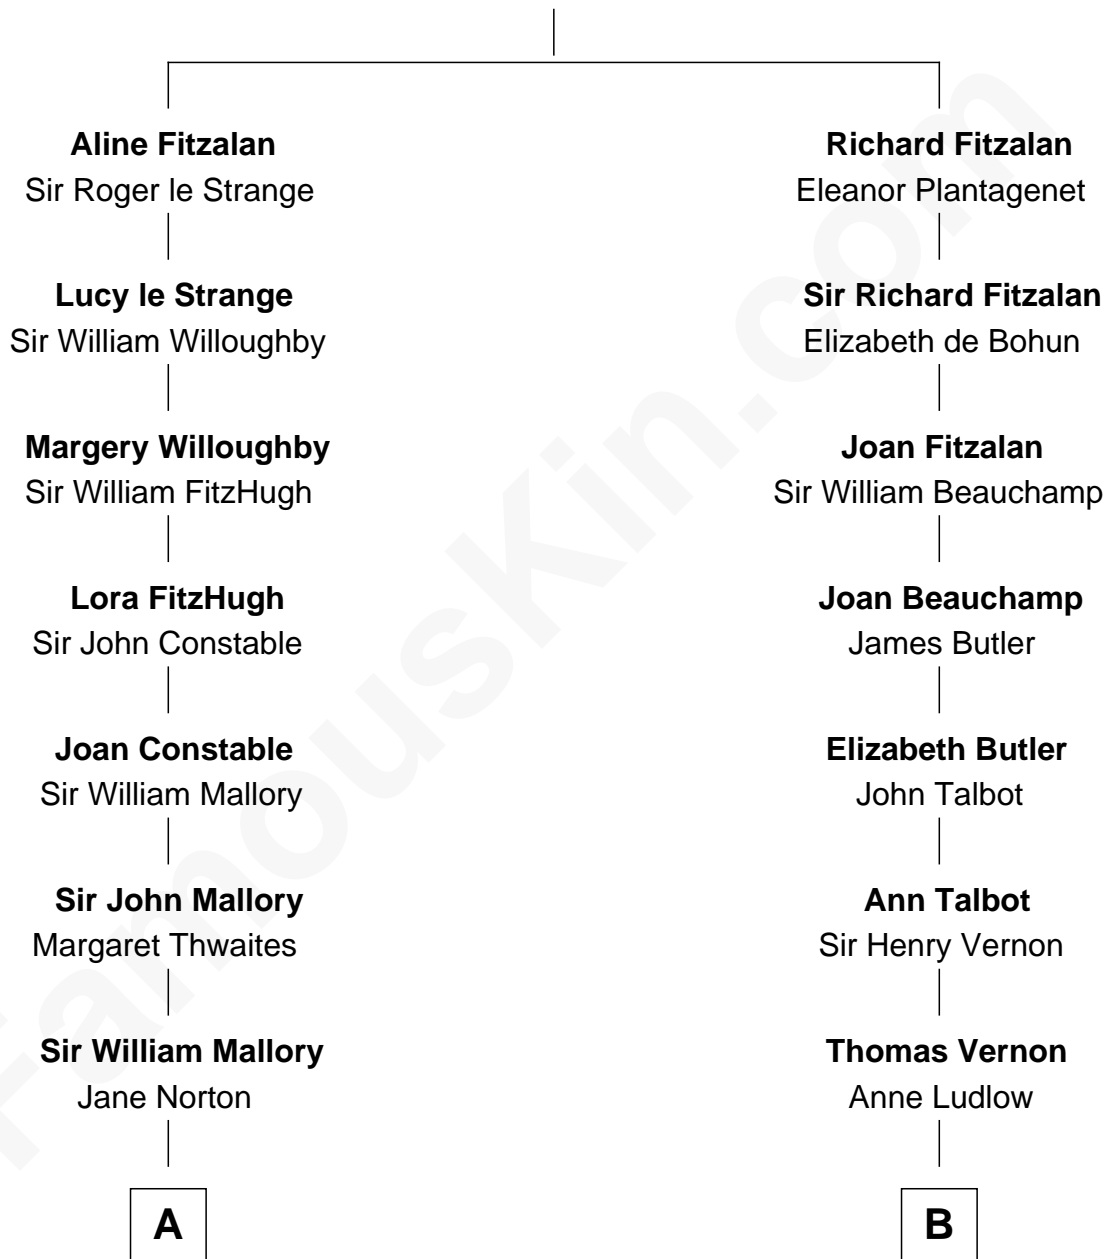 Aline Fitzalan
Sir Roger le Strange
Lucy le Strange
Sir William Willoughby
Margery Willoughby
Sir William FitzHugh
Lora FitzHugh
Sir John Constable
Joan Constable
Sir William Mallory
Sir John Mallory
Margaret Thwaites
Sir William Mallory
Jane Norton
A
Richard Fitzalan
Eleanor Plantagenet
Sir Richard Fitzalan
Elizabeth de Bohun
Joan Fitzalan
Sir William Beauchamp
Joan Beauchamp
James Butler
Elizabeth Butler
John Talbot
Ann Talbot
Sir Henry Vernon
Thomas Vernon
Anne Ludlow
B
FamousKin.com